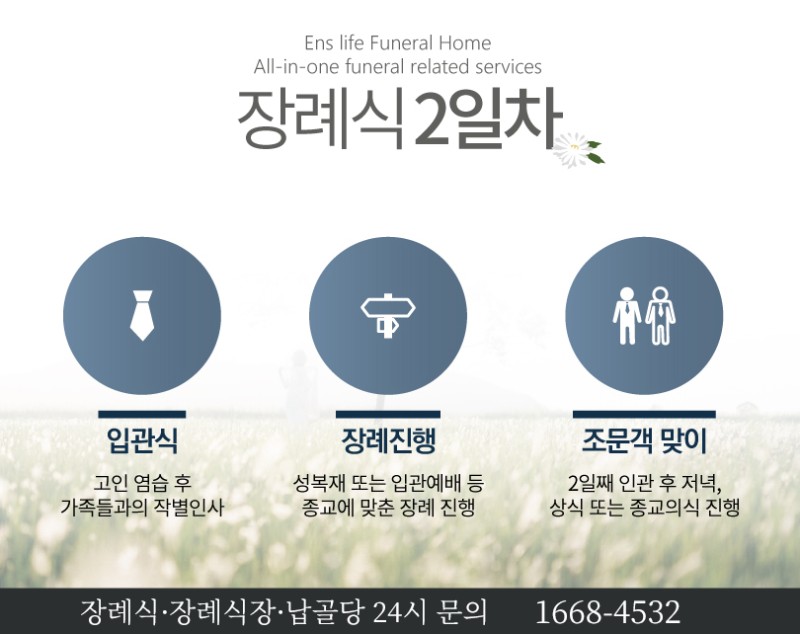 Ens life Funeral Home
All-in-one funeral related services
장례식 2일차
입관식
고인 염습 후
가족들과의 작별인사
장례진행
성복재 또는 입관예배 등
종교에 맞춘 장례 진행
조문객 맞이
2일째 인관 후 저녁,
상식 또는 종교의식 진행
장례식·장례식장·납골당 24시 문의 1668-4532